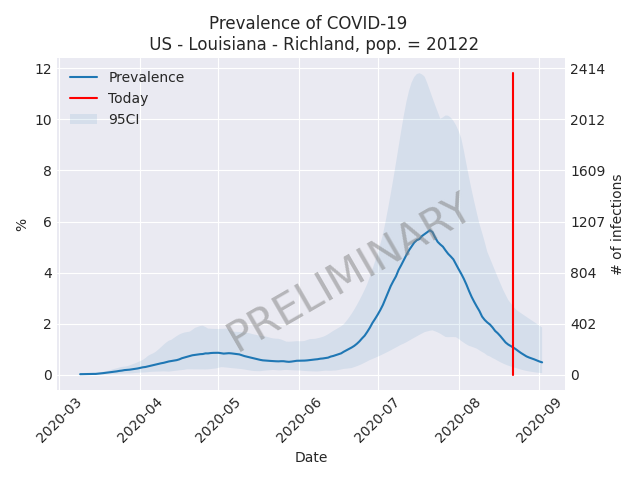 Prevalence of COVID-19
US - Louisiana - Richland, pop. = 20122
Prevalence
Today
95CI
12
10
8
6
4
2
0
%
2414
2012
1609
1207
804
402
0
# of infections
PRELIMINARY
2020-03
2020-04
2020-05
2020-06
2020-07
2020-08
2020-09
Date